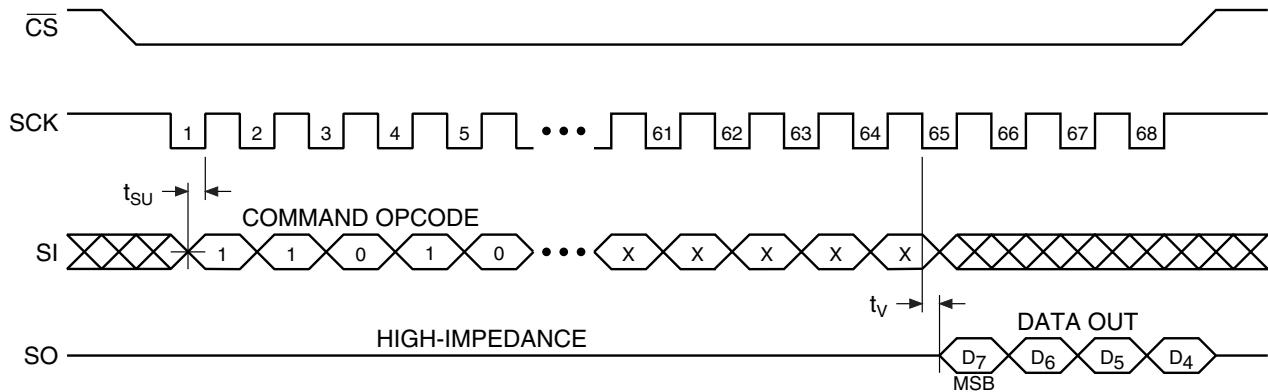 CS
SCK 1 2 3 4 5 ••• 61 62 63 64 65 66 67 68
tSU
COMMAND OPCODE
SI 1 1 0 1 0 ••• X X X X X
tV
HIGH-IMPEDANCE DATA OUT
SO D7 D6 D5 D4
MSB